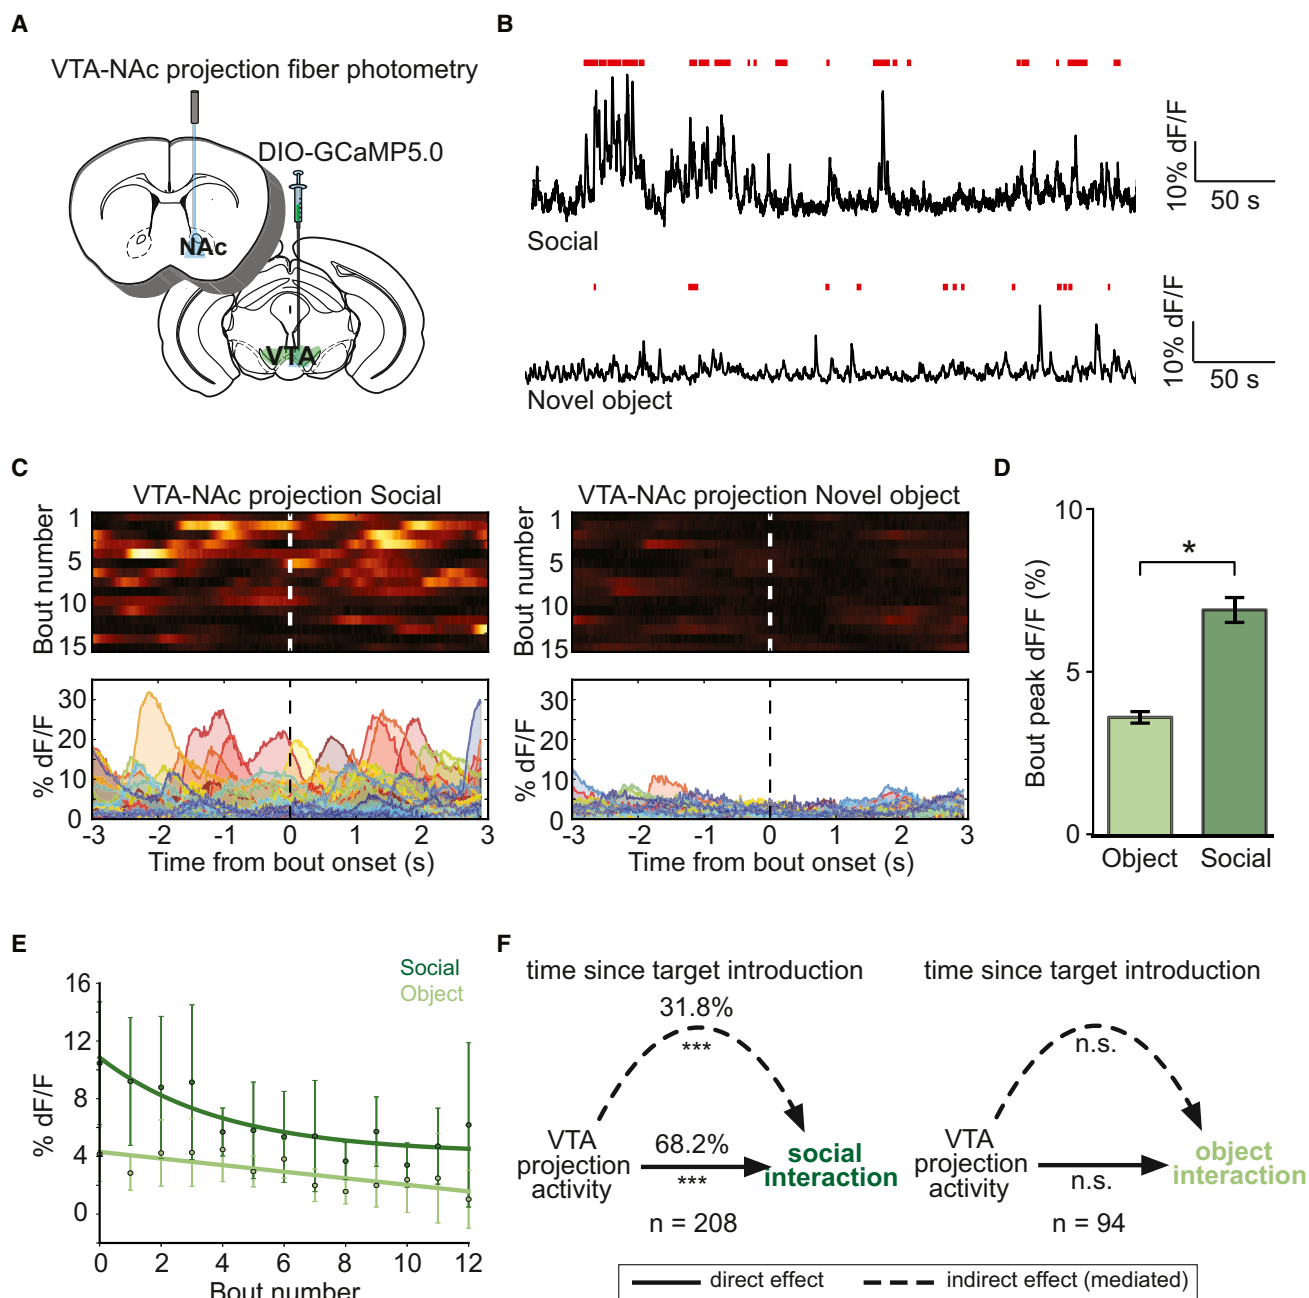 A
VTA-NAc projection fiber photometry
DIO-GCaMP5.0
NAc
VTA
B
10% dF/F
50 s
Social
10% dF/F
50 s
Novel object
C
VTA-NAc projection Social
Bout number
1
5
10
15
% dF/F
30
20
10
0
-3 -2 -1 0 1 2 3
Time from bout onset (s)
VTA-NAc projection Novel object
Bout number
1
5
10
15
% dF/F
30
20
10
0
-3 -2 -1 0 1 2 3
Time from bout onset (s)
D
Bout peak dF/F (%)
10
5
0
*
Object Social
E
Social
Object
% dF/F
16
12
8
4
0
0 2 4 6 8 10 12
Bout number
F
time since target introduction
31.8%
***
VTA
projection
activity
68.2%
***
social
interaction
n = 208
time since target introduction
n.s.
VTA
projection
activity
n.s.
object
interaction
n = 94
direct effect
indirect effect (mediated)